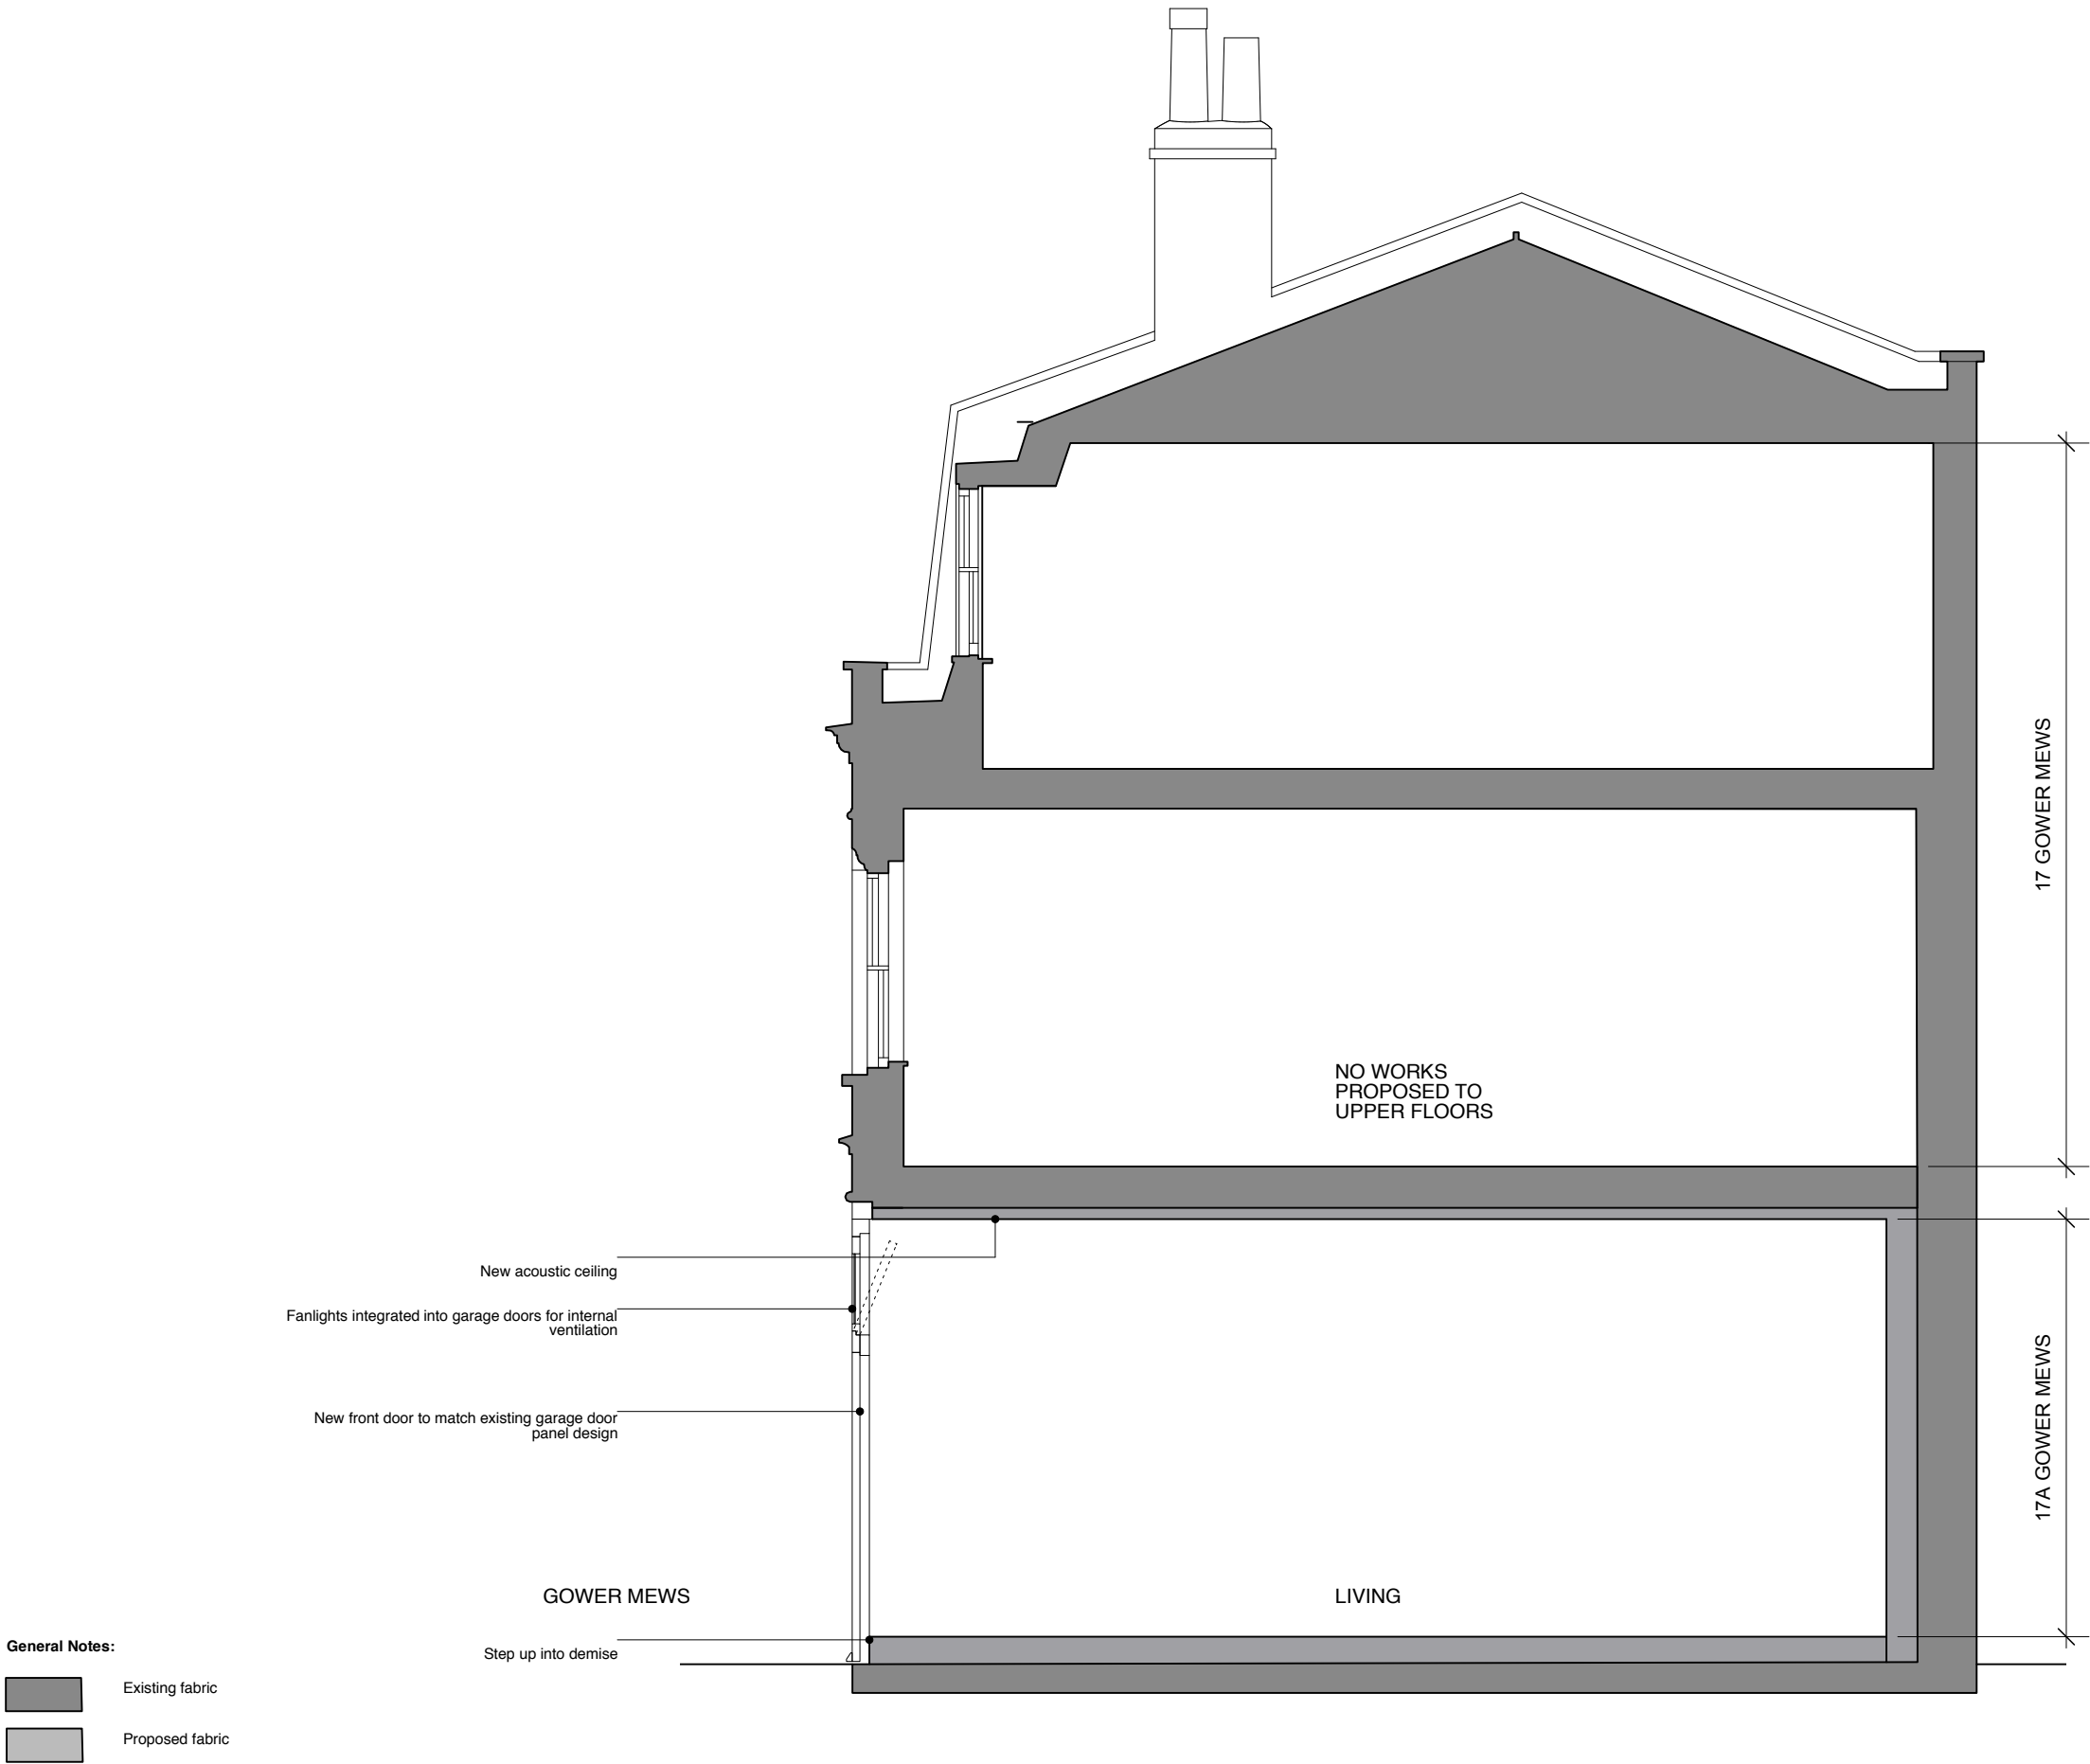 17 GOWER MEWS
NO WORKS
PROPOSED TO
UPPER FLOORS
New acoustic ceiling
Fanlights integrated into garage doors for internal
ventilation
New front door to match existing garage door
panel design
17A GOWER MEWS
GOWER MEWS
LIVING
Step up into demise
General Notes:
Existing fabric
Proposed fabric